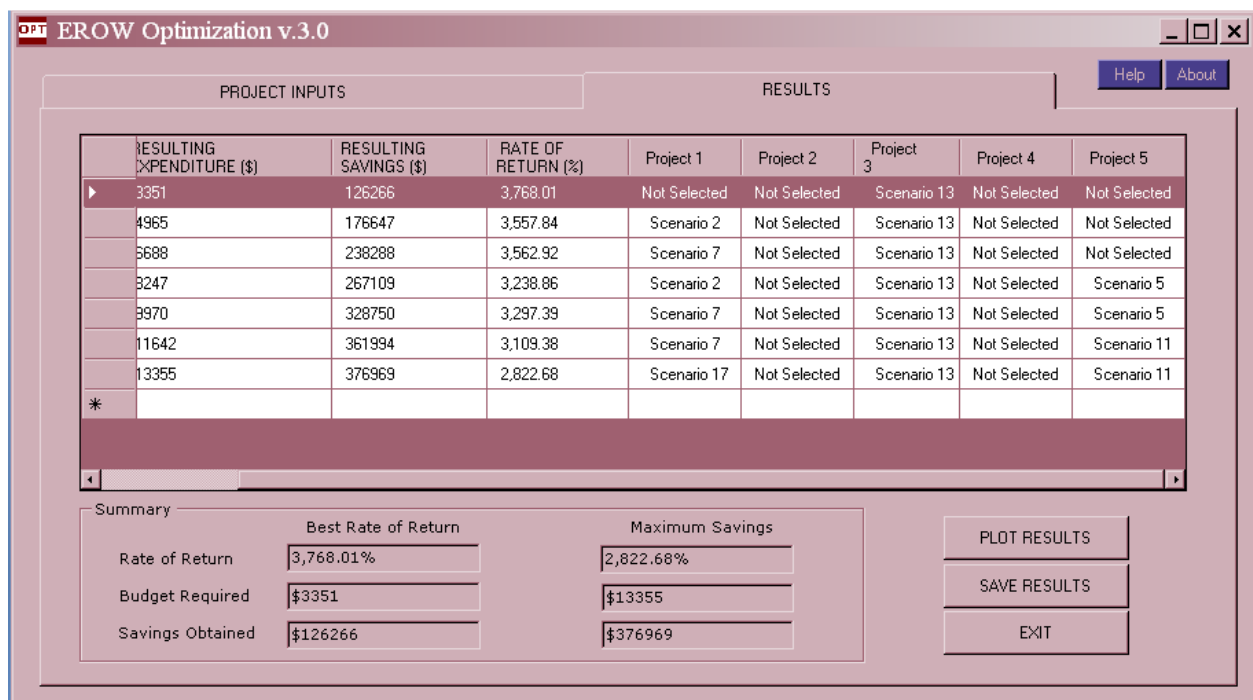 OPT EROW Optimization v.3.0
Help About
PROJECT INPUTS RESULTS
RESULTING EXPENDITURE ($) RESULTING SAVINGS ($) RATE OF RETURN (%) Project 1 Project 2 Project 3 Project 4 Project 5
3351 126266 3,768.01 Not Selected Not Selected Scenario 13 Not Selected Not Selected
4965 176647 3,557.84 Scenario 2 Not Selected Scenario 13 Not Selected Not Selected
6688 238288 3,562.92 Scenario 7 Not Selected Scenario 13 Not Selected Not Selected
8247 267109 3,238.86 Scenario 2 Not Selected Scenario 13 Not Selected Scenario 5
9970 328750 3,297.39 Scenario 7 Not Selected Scenario 13 Not Selected Scenario 5
11642 361994 3,109.38 Scenario 7 Not Selected Scenario 13 Not Selected Scenario 11
13355 376969 2,822.68 Scenario 17 Not Selected Scenario 13 Not Selected Scenario 11
Summary
Best Rate of Return Maximum Savings
Rate of Return 3,768.01% 2,822.68%
Budget Required $3351 $13355
Savings Obtained $126266 $376969
PLOT RESULTS
SAVE RESULTS
EXIT